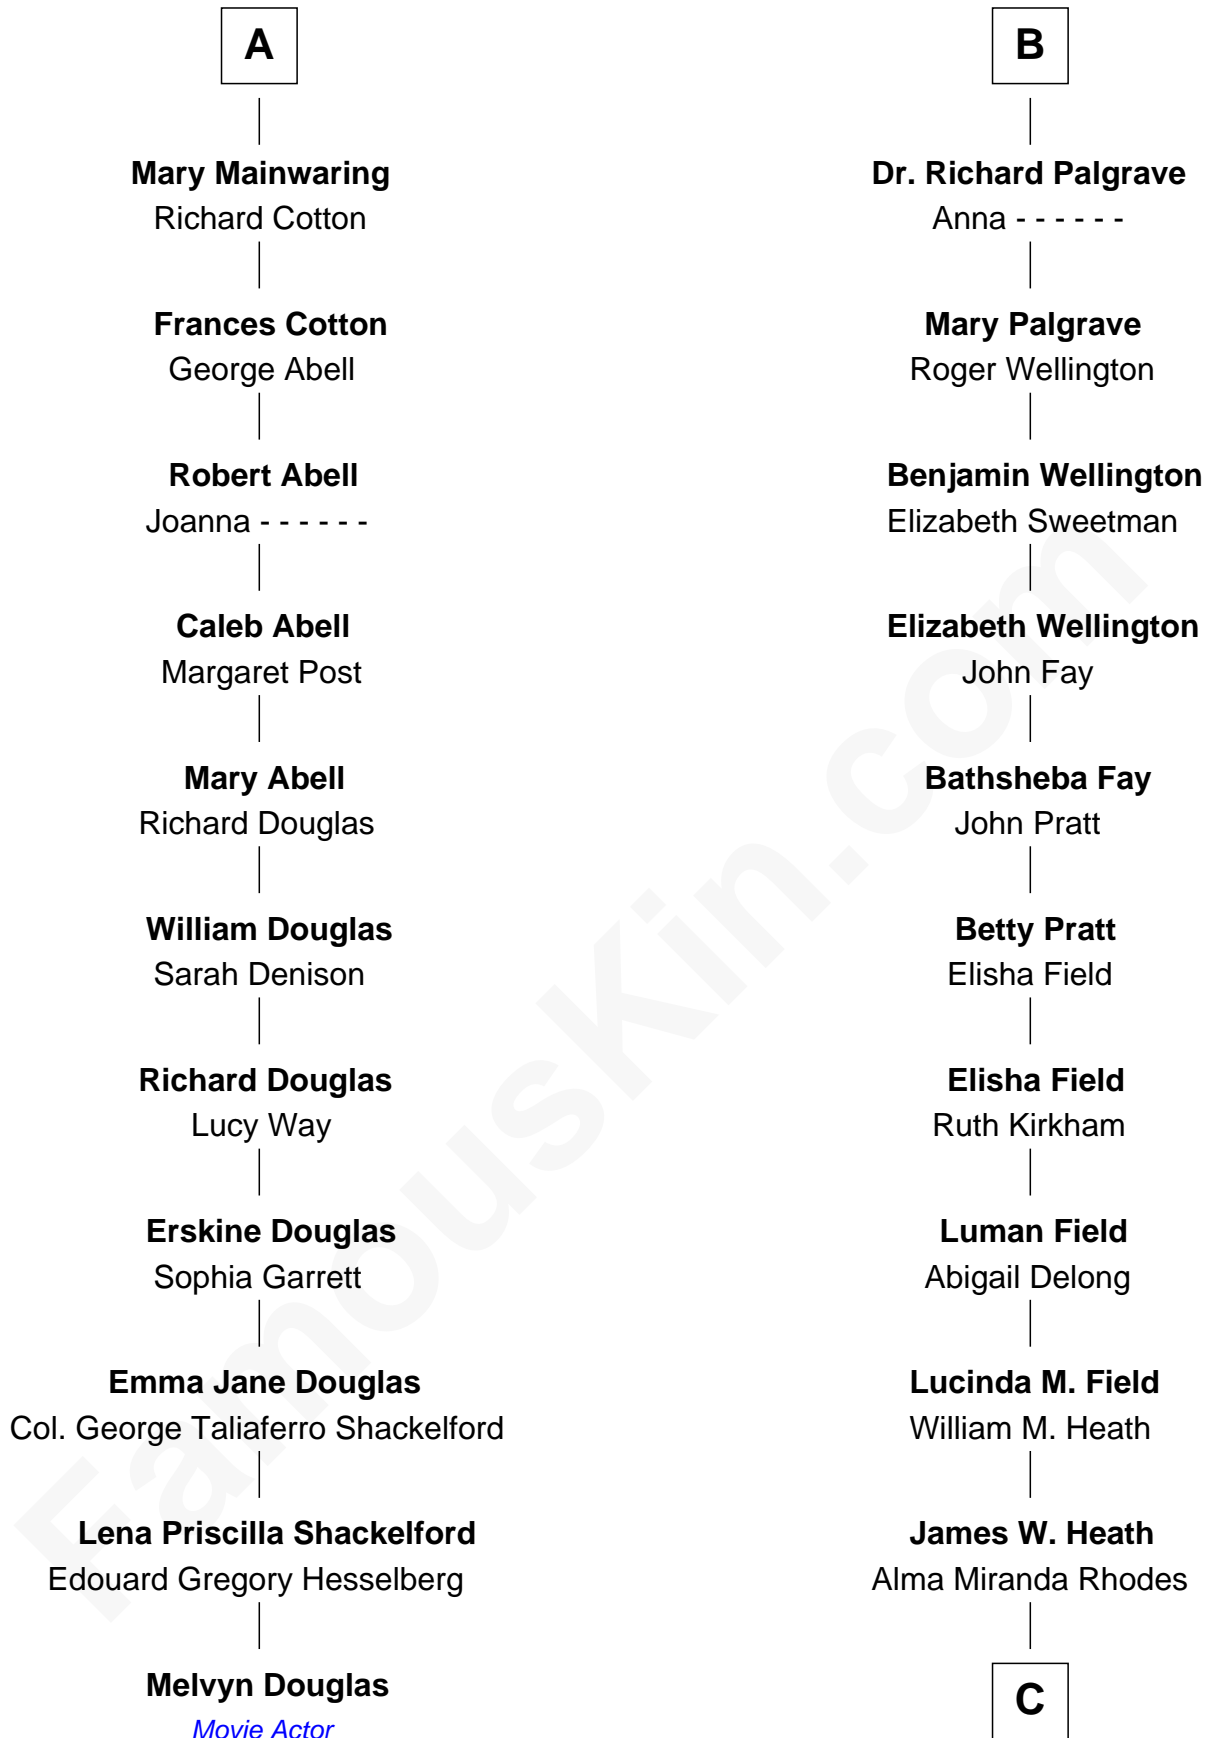 A
Mary Mainwaring
Richard Cotton
Frances Cotton
George Abell
Robert Abell
Joanna - - - - - -
Caleb Abell
Margaret Post
Mary Abell
Richard Douglas
William Douglas
Sarah Denison
Richard Douglas
Lucy Way
Erskine Douglas
Sophia Garrett
Emma Jane Douglas
Col. George Taliaferro Shackelford
Lena Priscilla Shackelford
Edouard Gregory Hesselberg
Melvyn Douglas
Movie Actor
B
Dr. Richard Palgrave
Anna - - - - - -
Mary Palgrave
Roger Wellington
Benjamin Wellington
Elizabeth Sweetman
Elizabeth Wellington
John Fay
Bathsheba Fay
John Pratt
Betty Pratt
Elisha Field
Elisha Field
Ruth Kirkham
Luman Field
Abigail Delong
Lucinda M. Field
William M. Heath
James W. Heath
Alma Miranda Rhodes
C
FamousKin.com